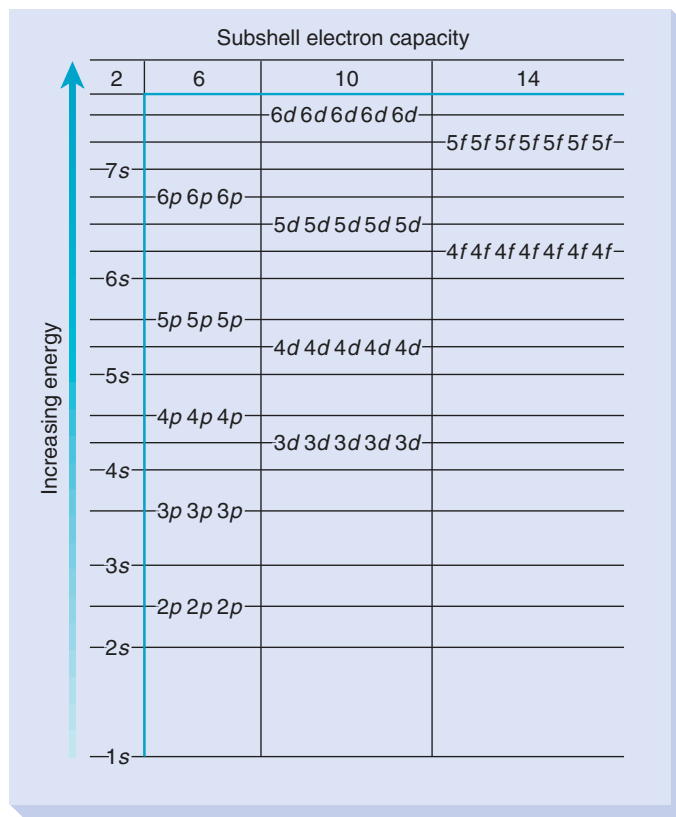 Subshell electron capacity
2 6 10 14
6d 6d 6d 6d 6d
5f 5f 5f 5f 5f 5f 5f
7s
6p 6p 6p
5d 5d 5d 5d 5d
4f 4f 4f 4f 4f 4f 4f
6s
5p 5p 5p
4d 4d 4d 4d 4d
5s
4p 4p 4p
3d 3d 3d 3d 3d
4s
3p 3p 3p
3s
2p 2p 2p
2s
1s
Increasing energy